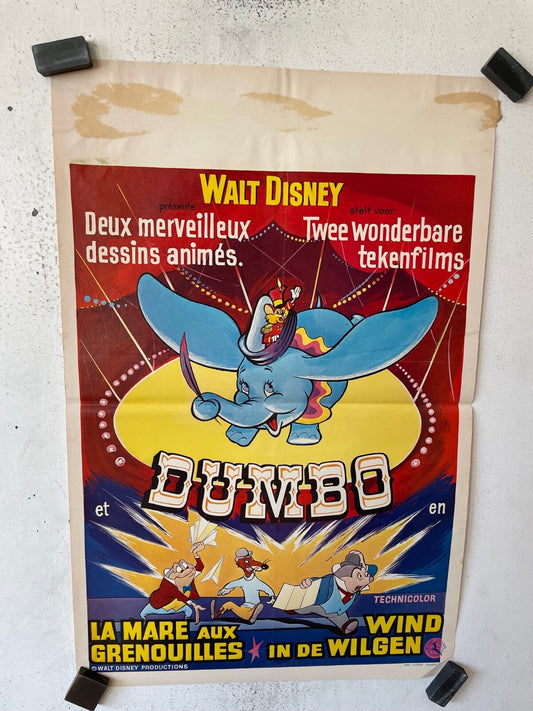 WALT DISNEY
présente
stelt voor
Deux merveilleux
dessins animés.
Twee wonderbare
tekenfilms
DUMBO
et
en
TECHNICOLOR
LA MARE AUX
GRENOUILLES
WIND
IN DE WILGEN
© WALT DISNEY PRODUCTIONS